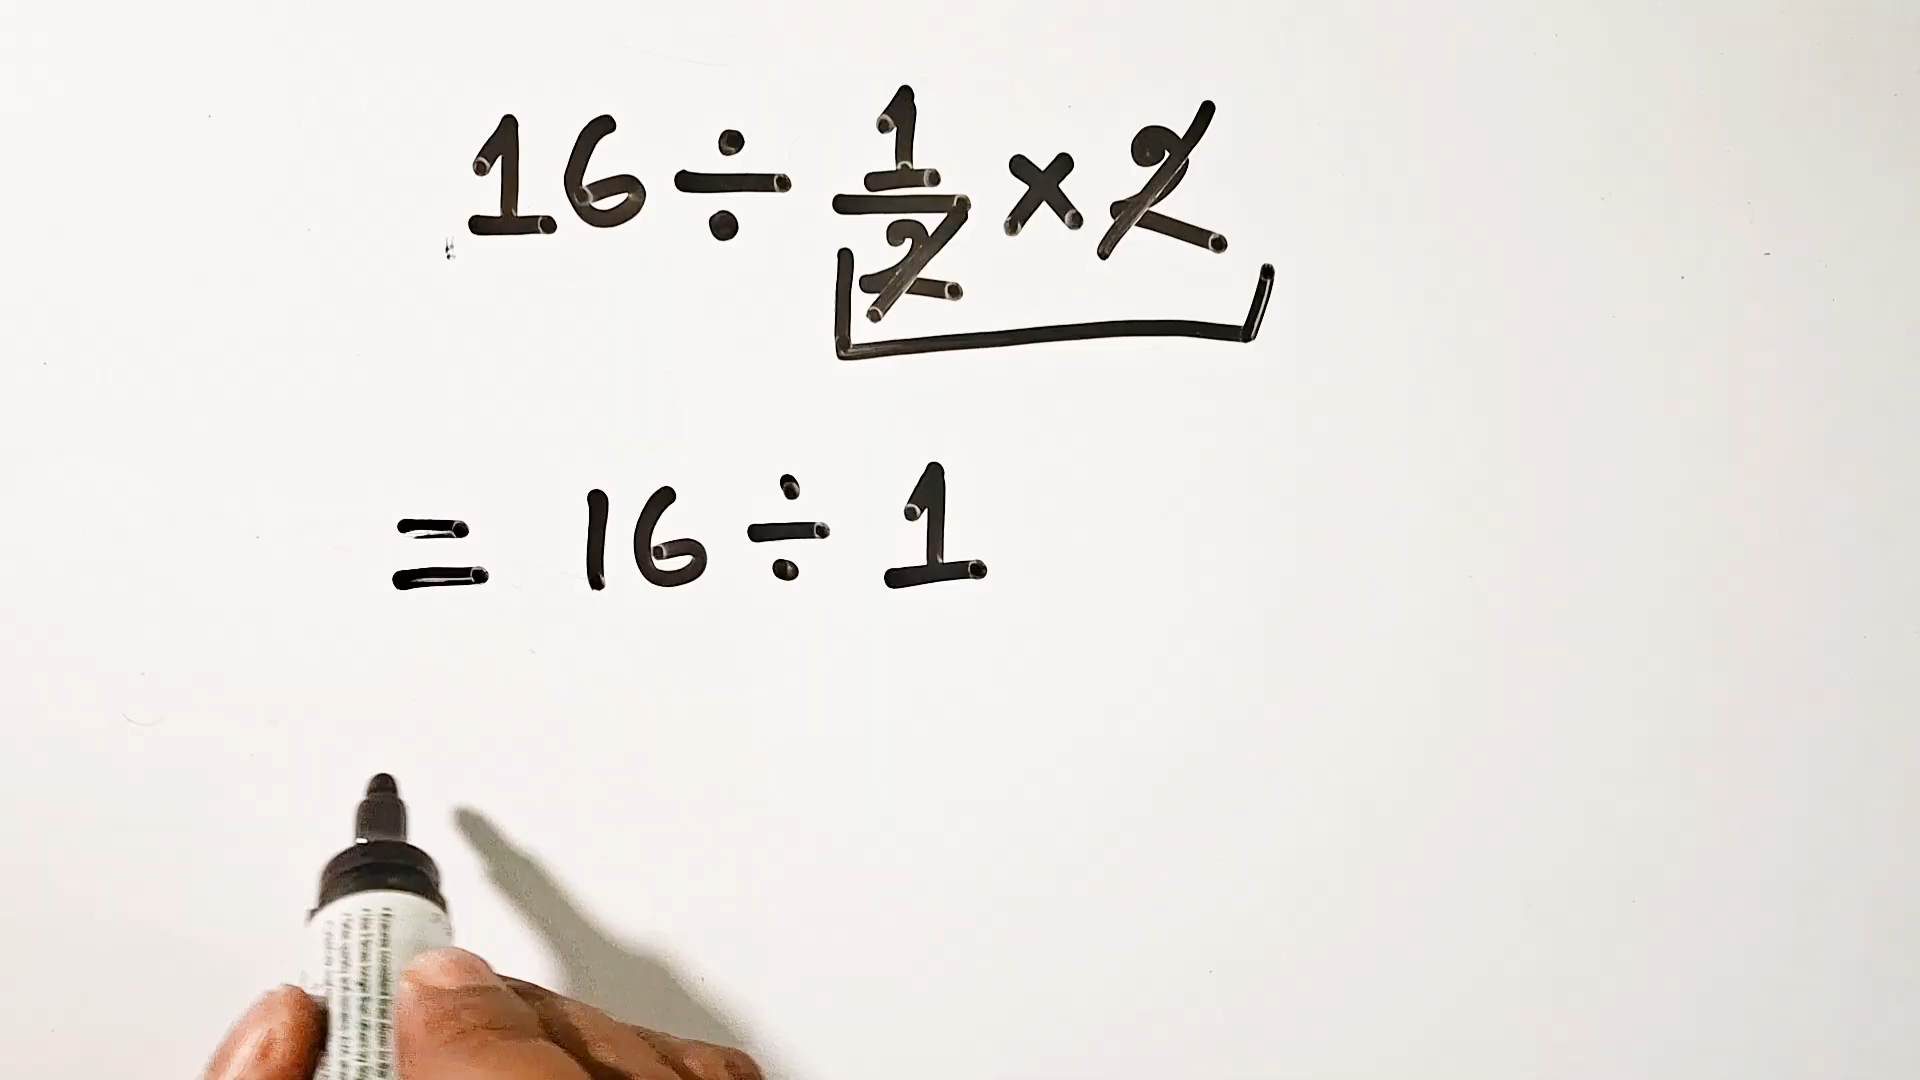 16 ÷ 1/2 × 2
= 16 ÷ 1